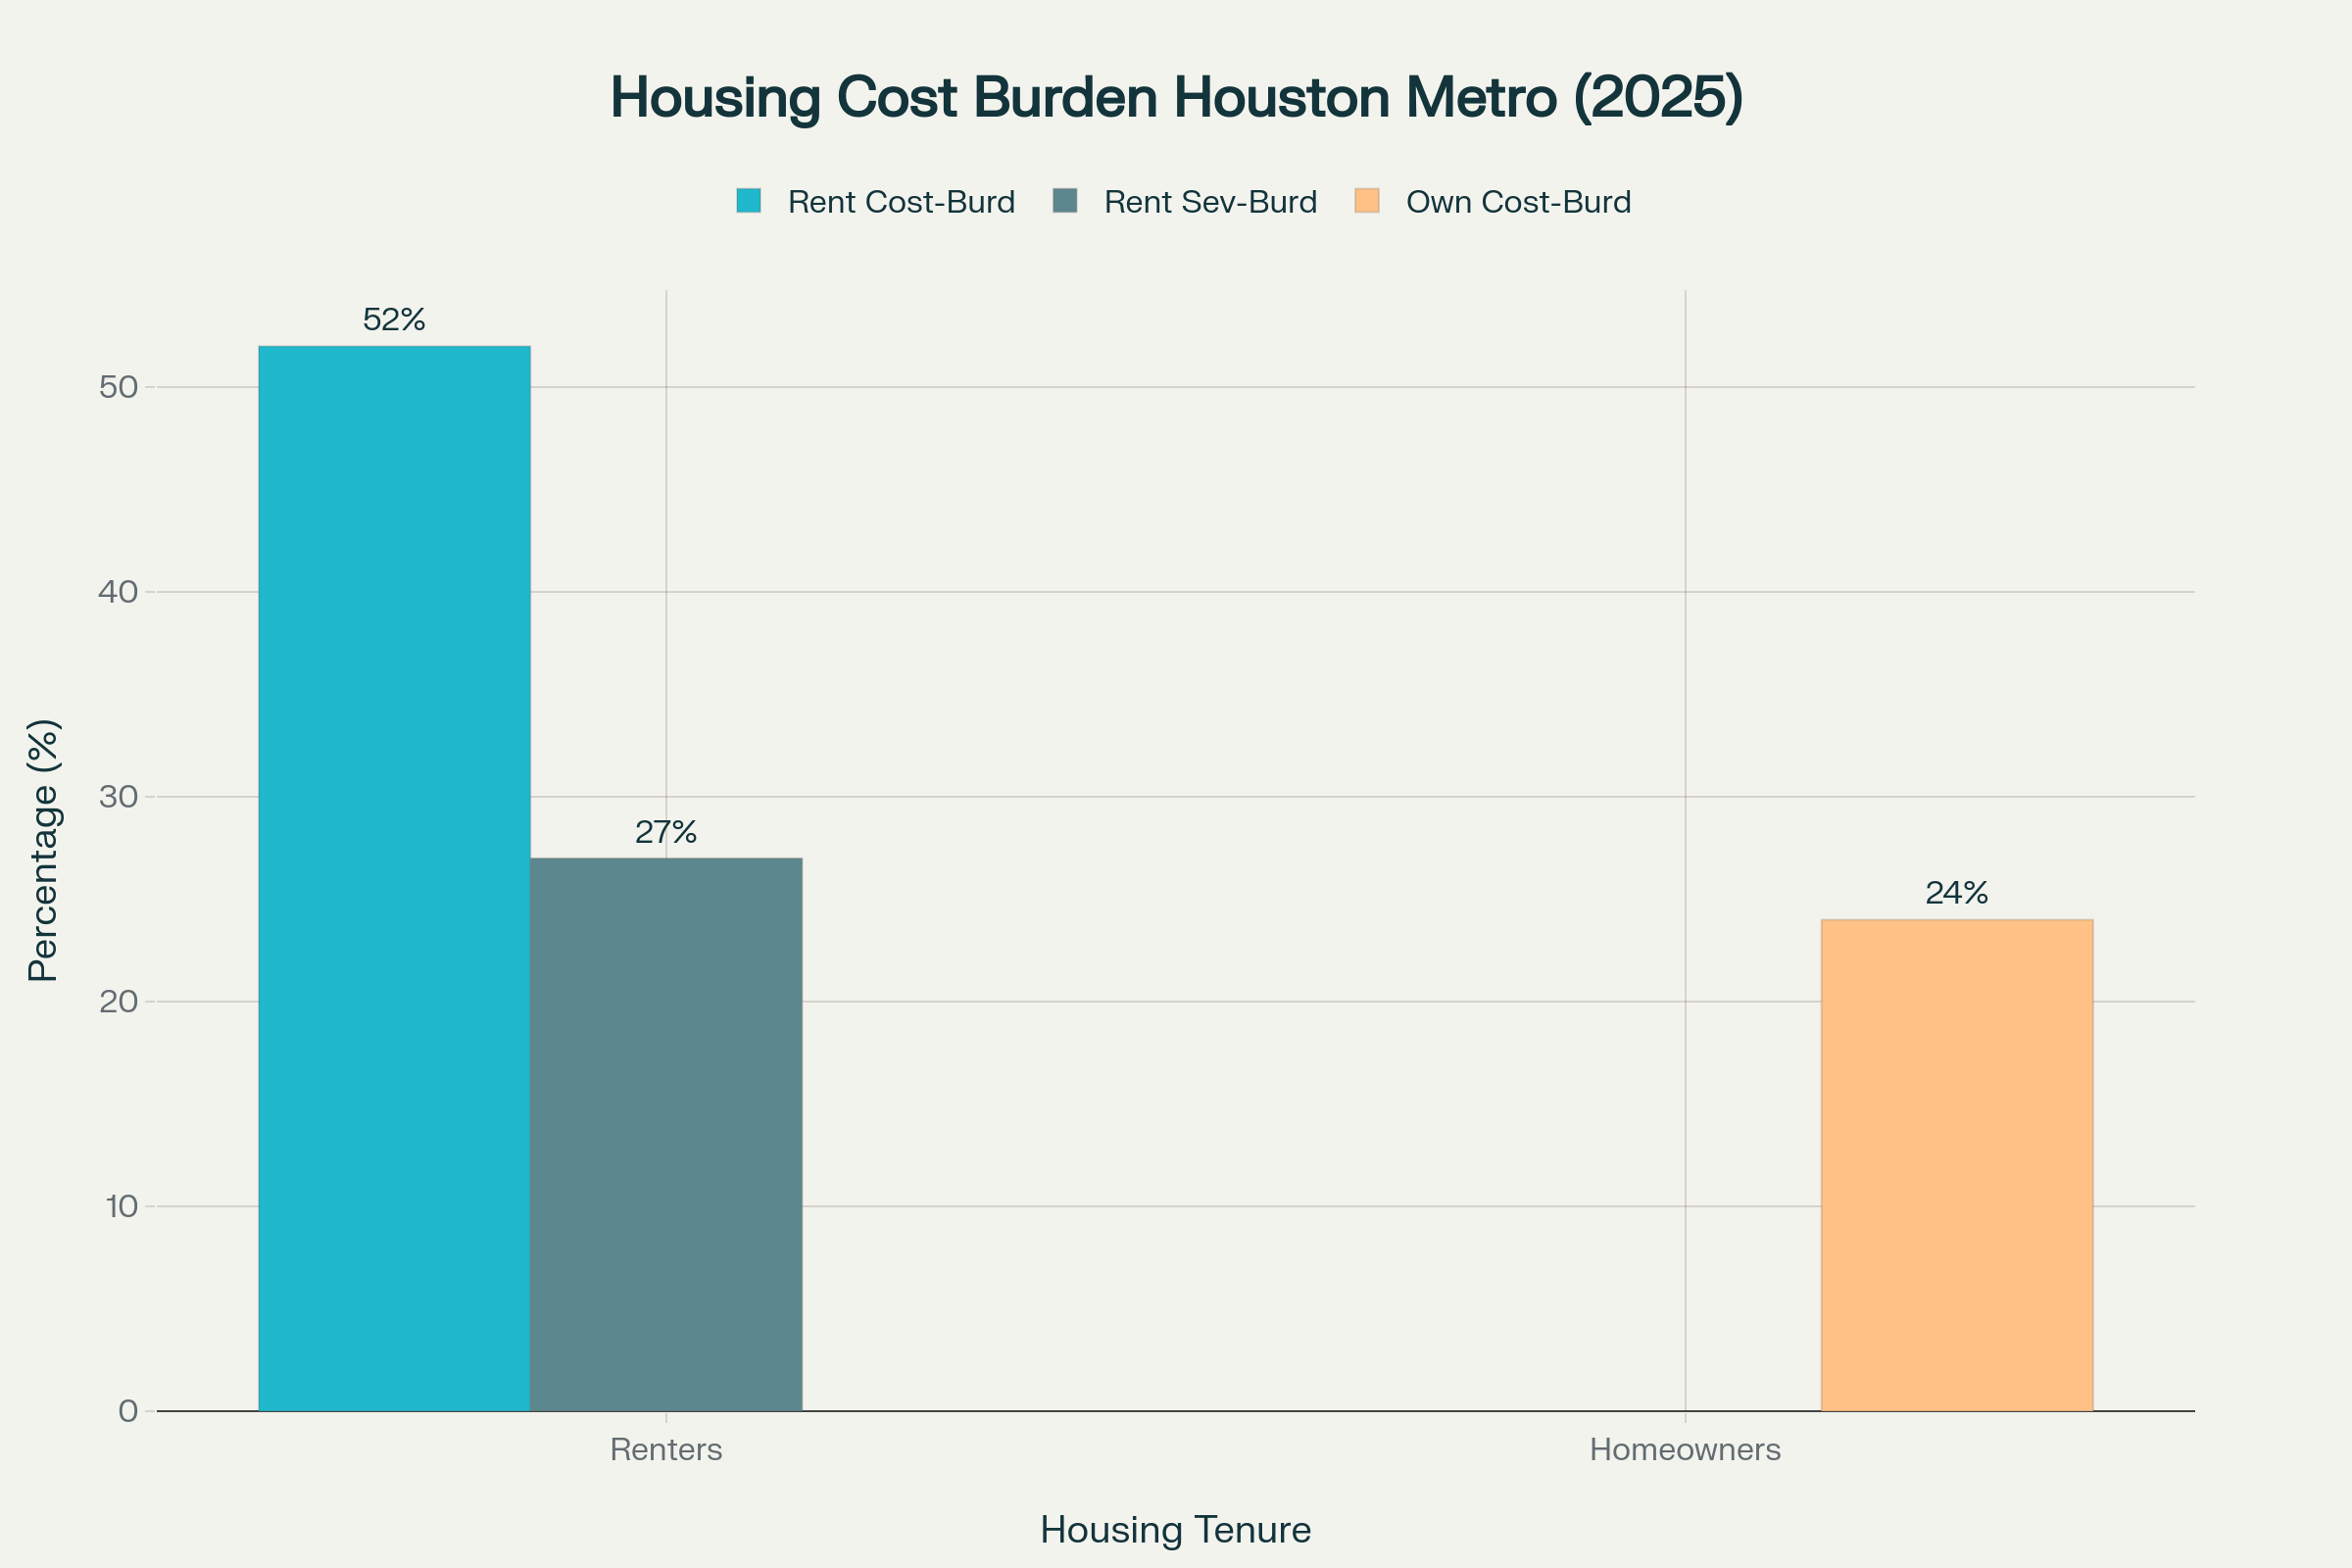 Housing Cost Burden Houston Metro (2025)
Rent Cost-Burd Rent Sev-Burd Own Cost-Burd
52%
50
40
30
27%
24%
20
10
0
Percentage (%)
Renters Homeowners
Housing Tenure